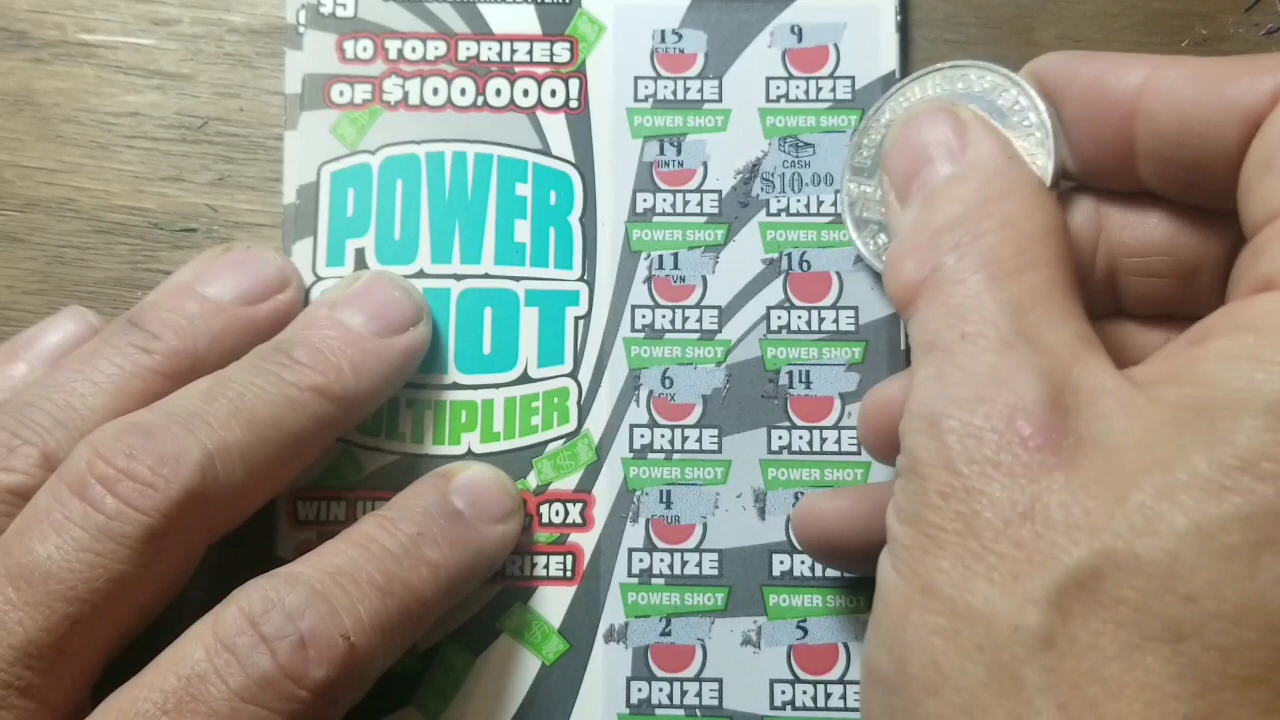 $5
10 TOP PRIZES
OF $100,000!
POWER
HOT
ULTIPLIER
WIN
10X
PRIZE!
15 9
PRIZE PRIZE
POWER SHOT POWER SHOT
19 CASH
$10.00
PRIZE PRIZ
POWER SHOT POWER SHO
11 16
PRIZE PRIZE
POWER SHOT POWER SHOT
6 14
SIX
PRIZE PRIZE
POWER SHOT POWER SHOT
4
FOUR
PRIZE PRIZE
POWER SHOT POWER SHOT
2 5
PRIZE PRIZE